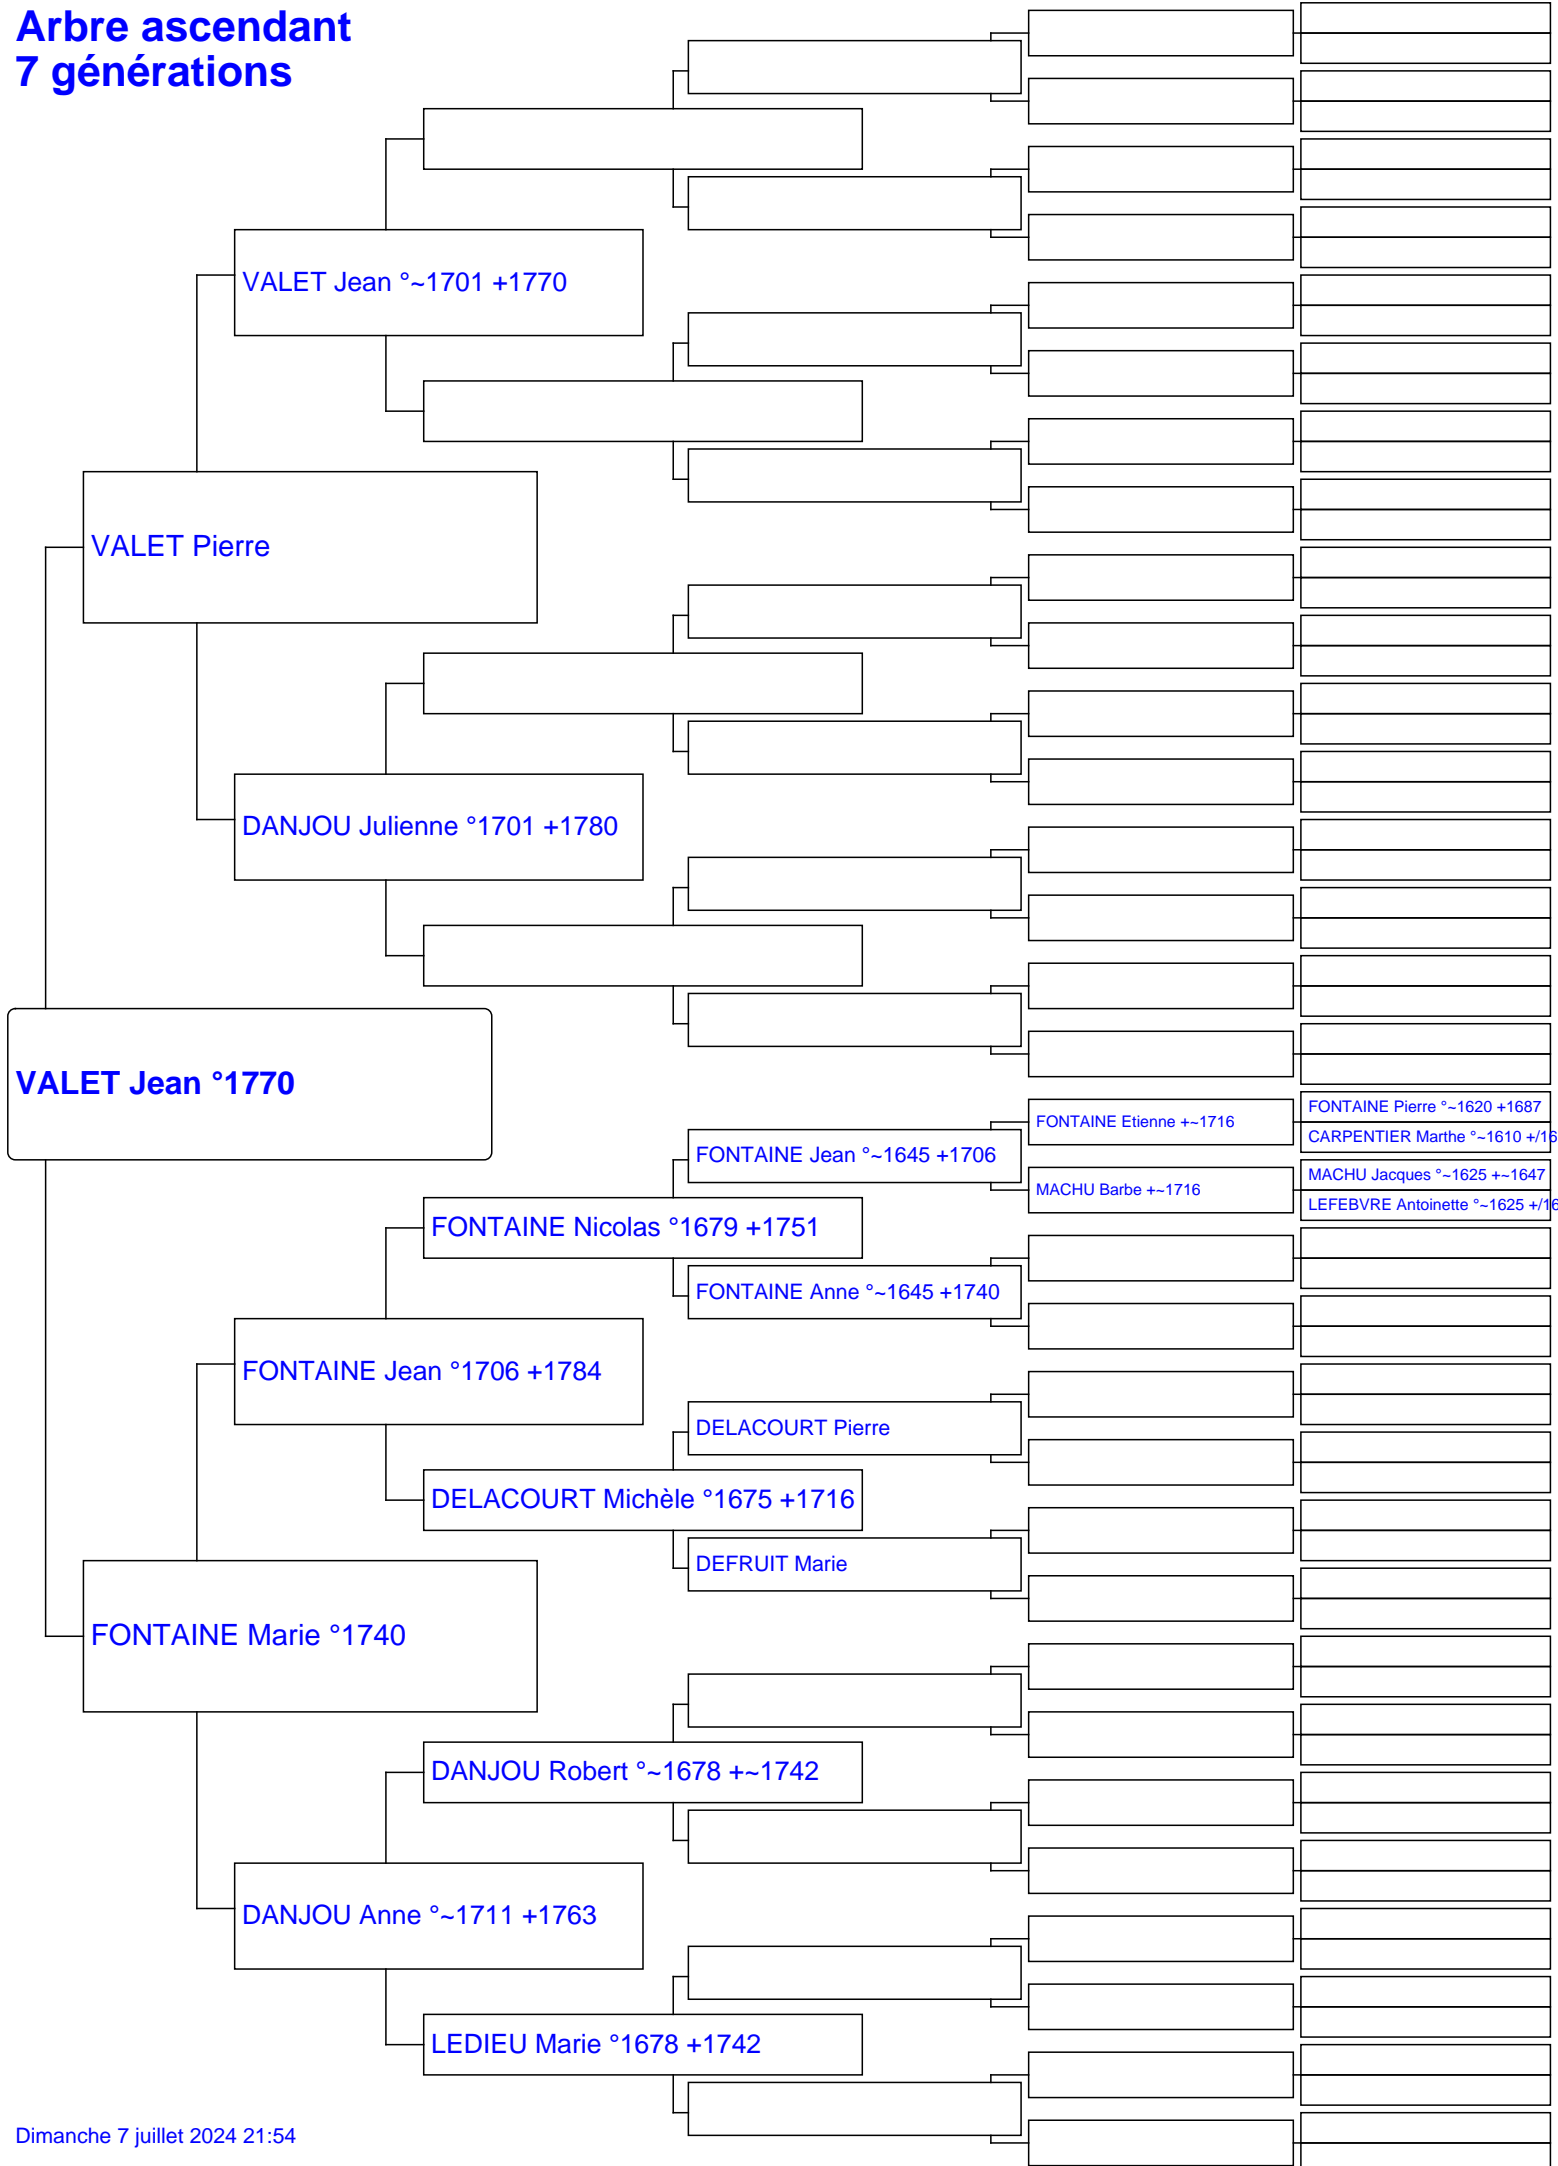 Arbre ascendant
7 générations
VALET Jean °~1701 +1770
VALET Pierre
DANJOU Julienne °1701 +1780
VALET Jean °1770
FONTAINE Pierre °~1620 +1687
FONTAINE Etienne +~1716
CARPENTIER Marthe °~1610 +/16
FONTAINE Jean °~1645 +1706
MACHU Jacques °~1625 +~1647
MACHU Barbe +~1716
LEFEBVRE Antoinette °~1625 +/16
FONTAINE Nicolas °1679 +1751
FONTAINE Anne °~1645 +1740
FONTAINE Jean °1706 +1784
DELACOURT Pierre
DELACOURT Michèle °1675 +1716
DEFRUIT Marie
FONTAINE Marie °1740
DANJOU Robert °~1678 +~1742
DANJOU Anne °~1711 +1763
LEDIEU Marie °1678 +1742
Dimanche 7 juillet 2024 21:54